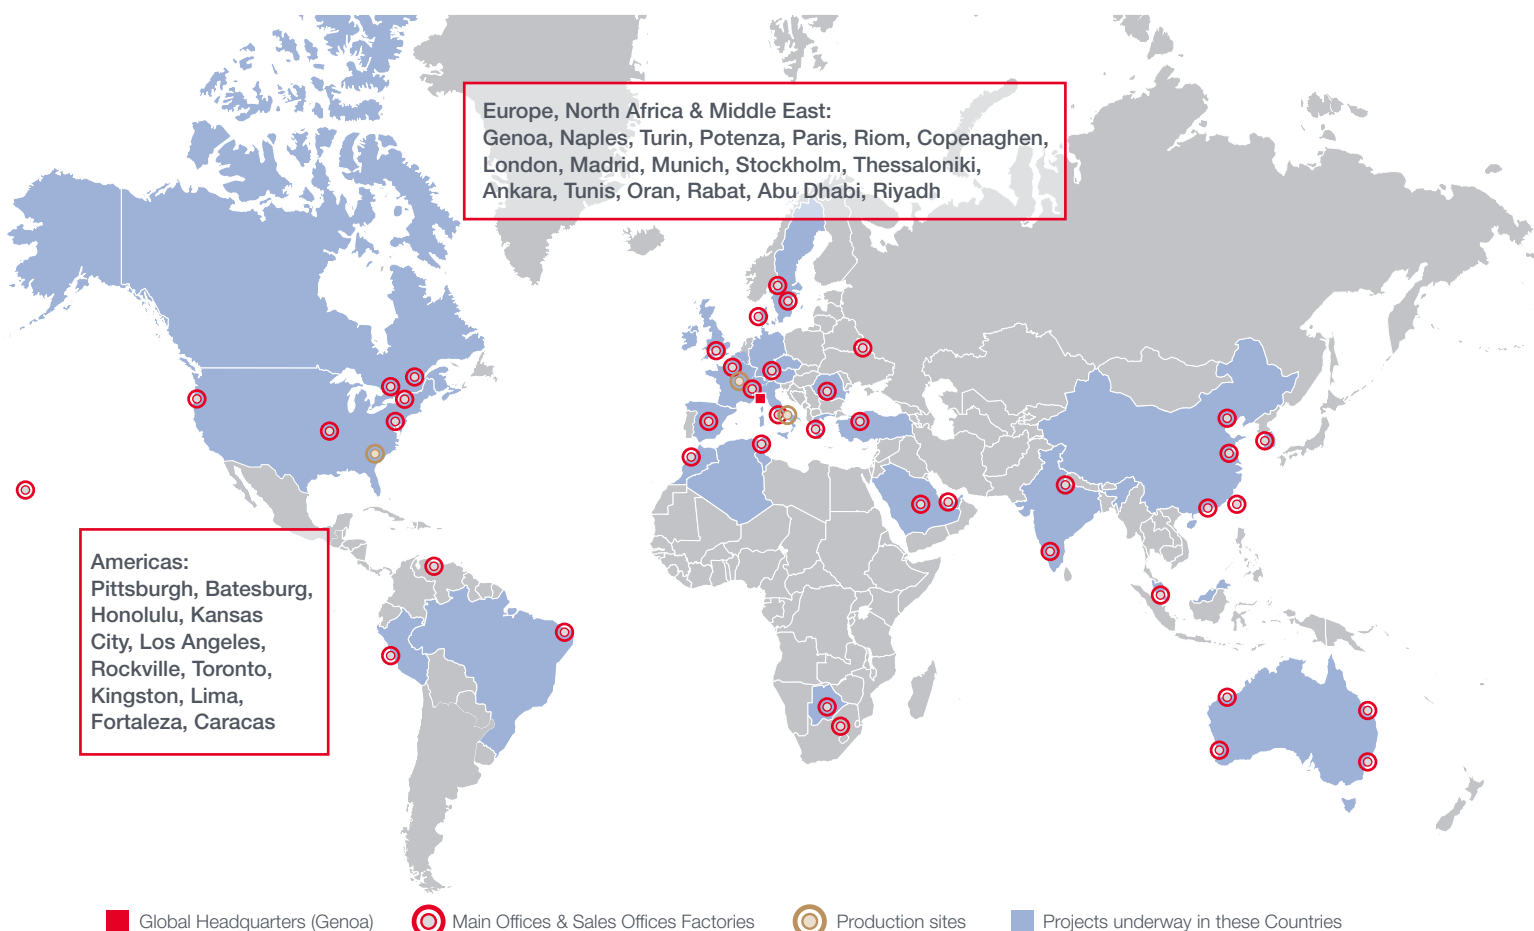 Europe, North Africa & Middle East:
Genoa, Naples, Turin, Potenza, Paris, Riom, Copenaghen,
London, Madrid, Munich, Stockholm, Thessaloniki,
Ankara, Tunis, Oran, Rabat, Abu Dhabi, Riyadh
Americas:
Pittsburgh, Batesburg,
Honolulu, Kansas
City, Los Angeles,
Rockville, Toronto,
Kingston, Lima,
Fortaleza, Caracas
Global Headquarters (Genoa)
Main Offices & Sales Offices Factories
Production sites
Projects underway in these Countries